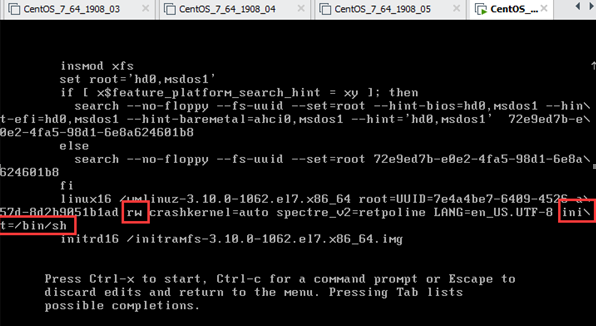 CentOS_7_64_1908_03
CentOS_7_64_1908_04
CentOS_7_64_1908_05
CentOS_...
insmod xfs
set root='hd0,msdos1'
if [ x$feature_platform_search_hint = xy ]; then
search --no-floppy --fs-uuid --set=root --hint-bios=hd0,msdos1 --hin\
t-efi=hd0,msdos1 --hint-baremetal=ahci0,msdos1 --hint='hd0,msdos1' 72e9ed7b-e\
0e2-4fa5-98d1-6e8a624601b8
else
search --no-floppy --fs-uuid --set=root 72e9ed7b-e0e2-4fa5-98d1-6e8a\
624601b8
fi
linux16 /vmlinuz-3.10.0-1062.el7.x86_64 root=UUID=7e4a4be7-6409-4526-a\
57d-8d2b9051b1ad rw crashkernel=auto spectre_v2=retpoline LANG=en_US.UTF-8 ini\
t=/bin/sh
initrd16 /initramfs-3.10.0-1062.el7.x86_64.img
Press Ctrl-x to start, Ctrl-c for a command prompt or Escape to
discard edits and return to the menu. Pressing Tab lists
possible completions.